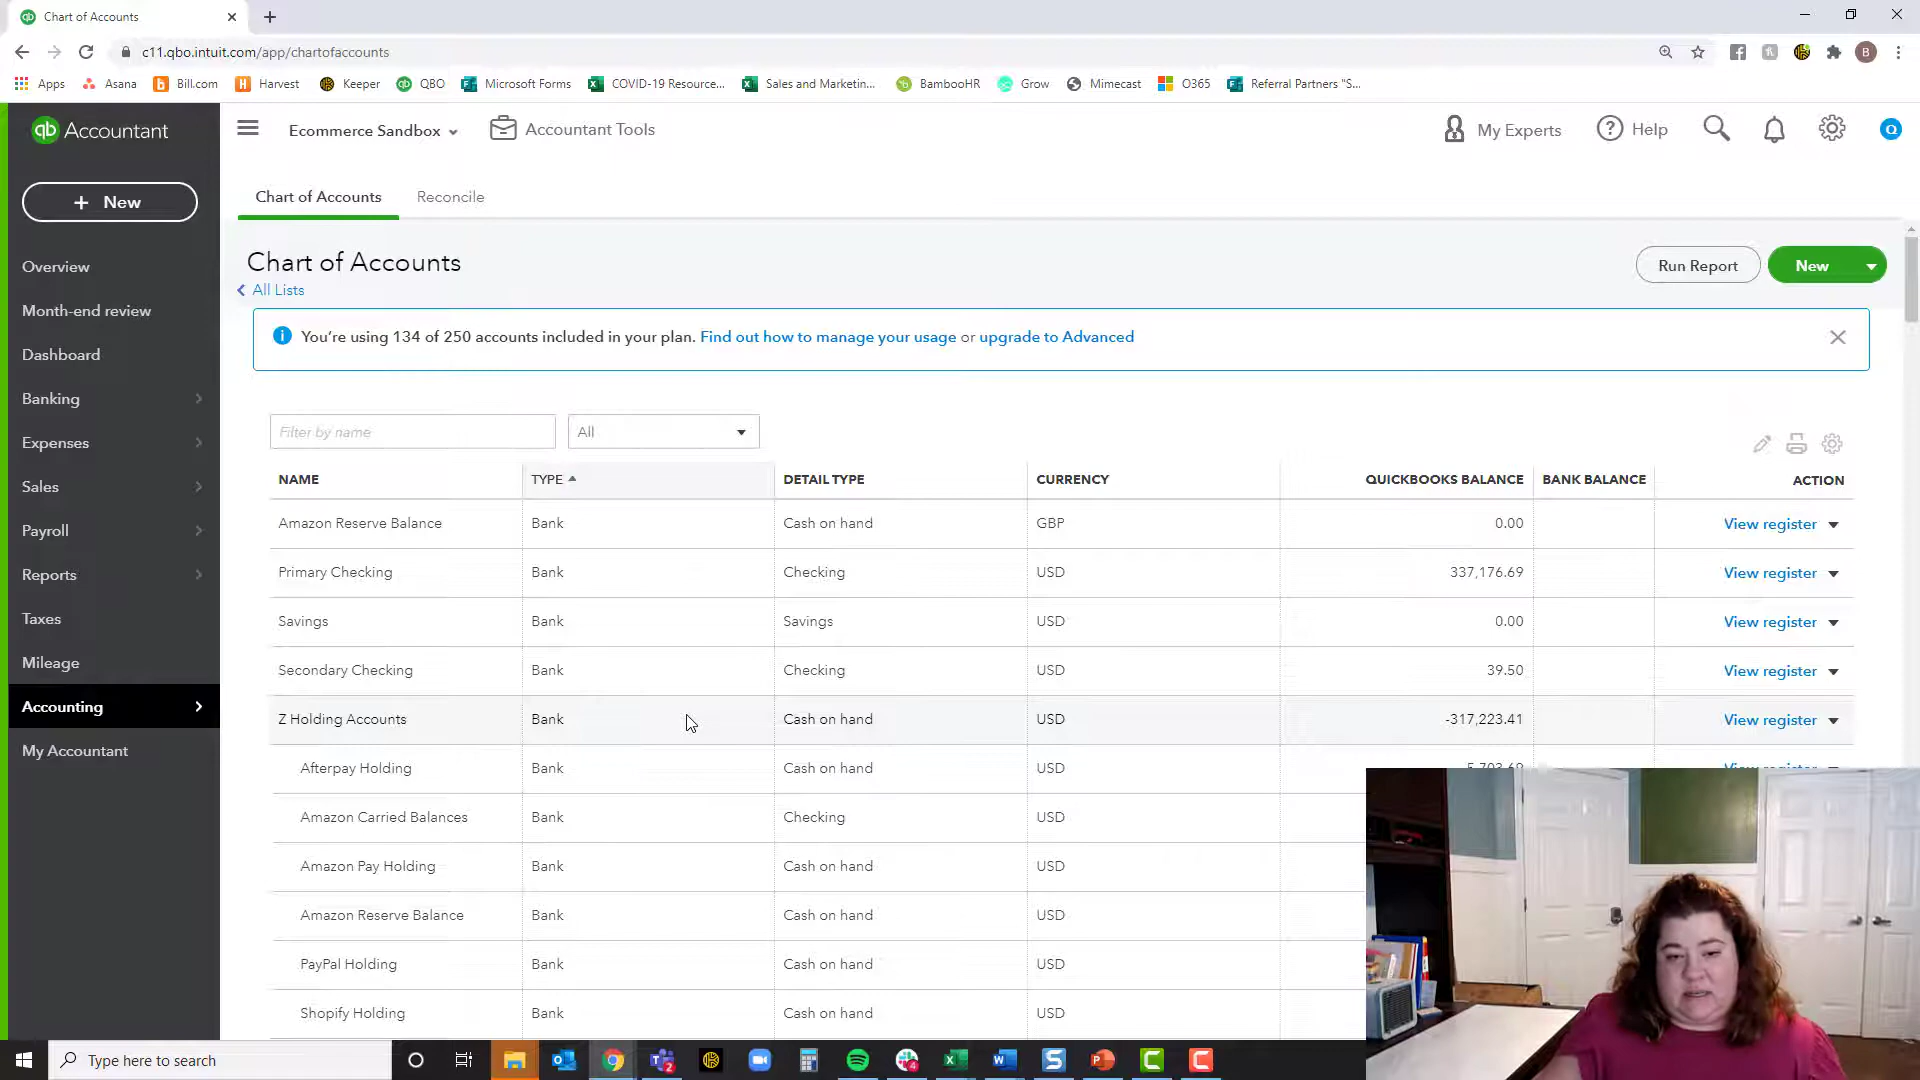 Chart of Accounts
c11.qbo.intuit.com/app/chartofaccounts
B
Apps Asana Bill.com Harvest Keeper QBO Microsoft Forms COVID-19 Resource... Sales and Marketin... BambooHR Grow Mimecast O365 Referral Partners "S...
qb Accountant
Ecommerce Sandbox Accountant Tools My Experts Help Q
+ New
Overview
Month-end review
Dashboard
Banking
Expenses
Sales
Payroll
Reports
Taxes
Mileage
Accounting
My Accountant
Chart of Accounts Reconcile
Chart of Accounts
All Lists
Run Report New
You're using 134 of 250 accounts included in your plan. Find out how to manage your usage or upgrade to Advanced
Filter by name All
NAME TYPE DETAIL TYPE CURRENCY QUICKBOOKS BALANCE BANK BALANCE ACTION
Amazon Reserve Balance Bank Cash on hand GBP 0.00 View register
Primary Checking Bank Checking USD 337,176.69 View register
Savings Bank Savings USD 0.00 View register
Secondary Checking Bank Checking USD 39.50 View register
Z Holding Accounts Bank Cash on hand USD -317,223.41 View register
Afterpay Holding Bank Cash on hand USD
Amazon Carried Balances Bank Checking USD
Amazon Pay Holding Bank Cash on hand USD
Amazon Reserve Balance Bank Cash on hand USD
PayPal Holding Bank Cash on hand USD
Shopify Holding Bank Cash on hand USD
Type here to search